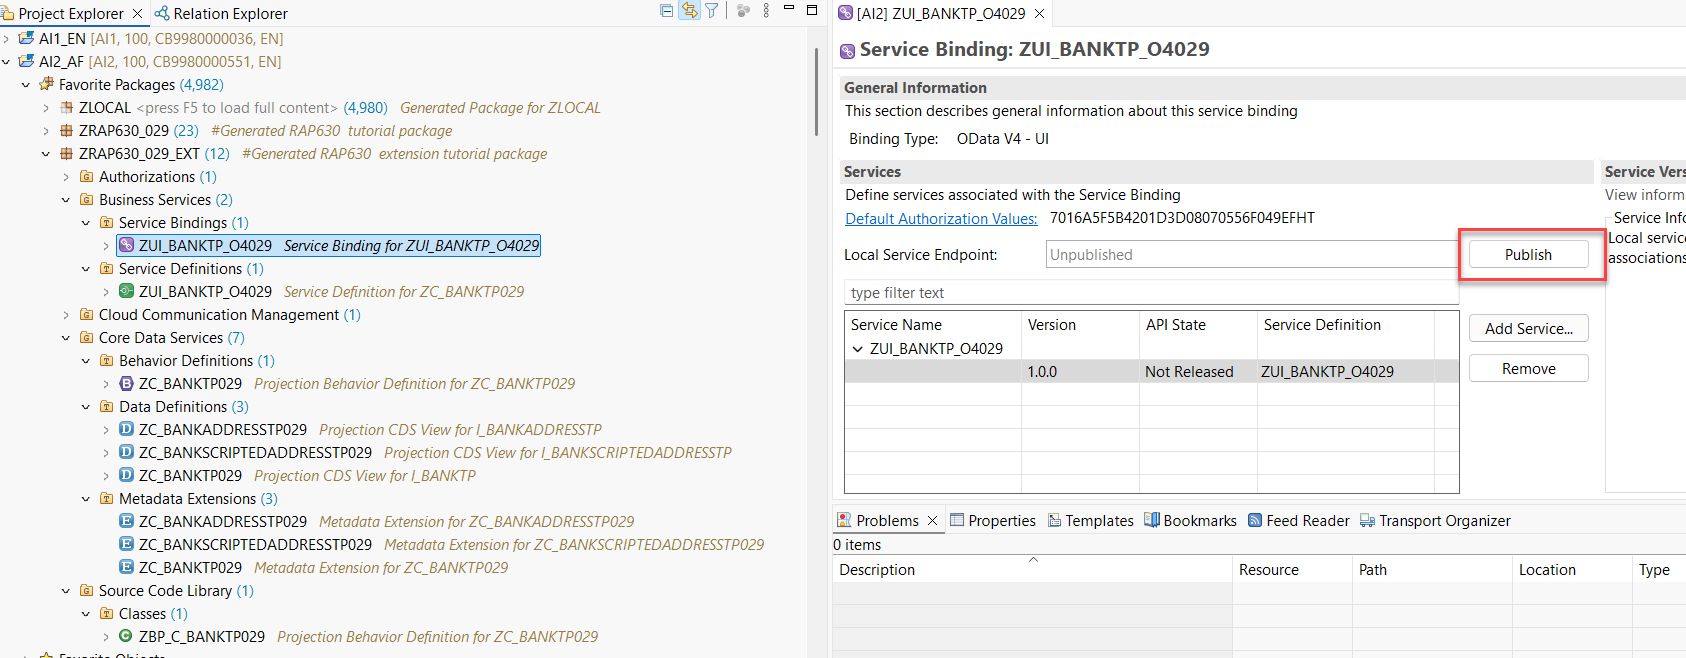 Project Explorer
Relation Explorer
AI1_EN [AI1, 100, CB9980000036, EN]
AI2_AF [AI2, 100, CB9980000551, EN]
Favorite Packages (4,982)
ZLOCAL <press F5 to load full content> (4,980) Generated Package for ZLOCAL
ZRAP630_029 (23) #Generated RAP630 tutorial package
ZRAP630_029_EXT (12) #Generated RAP630 extension tutorial package
Authorizations (1)
Business Services (2)
Service Bindings (1)
ZUI_BANKTP_O4029 Service Binding for ZUI_BANKTP_O4029
Service Definitions (1)
ZUI_BANKTP_O4029 Service Definition for ZC_BANKTP029
Cloud Communication Management (1)
Core Data Services (7)
Behavior Definitions (1)
ZC_BANKTP029 Projection Behavior Definition for ZC_BANKTP029
Data Definitions (3)
ZC_BANKADDRESSTP029 Projection CDS View for I_BANKADDRESSTP
ZC_BANKSCRIPTEDADDRESSTP029 Projection CDS View for I_BANKSCRIPTEDADDRESSTP
ZC_BANKTP029 Projection CDS View for I_BANKTP
Metadata Extensions (3)
ZC_BANKADDRESSTP029 Metadata Extension for ZC_BANKADDRESSTP029
ZC_BANKSCRIPTEDADDRESSTP029 Metadata Extension for ZC_BANKSCRIPTEDADDRESSTP029
ZC_BANKTP029 Metadata Extension for ZC_BANKTP029
Source Code Library (1)
Classes (1)
ZBP_C_BANKTP029 Projection Behavior Definition for ZC_BANKTP029
Favorite Objects
[AI2] ZUI_BANKTP_O4029
Service Binding: ZUI_BANKTP_O4029
General Information
This section describes general information about this service binding
Binding Type: OData V4 - UI
Services
Define services associated with the Service Binding
Default Authorization Values: 7016A5F5B4201D3D08070556F049EFHT
Local Service Endpoint: Unpublished Publish
type filter text
Service Name Version API State Service Definition
ZUI_BANKTP_O4029
1.0.0 Not Released ZUI_BANKTP_O4029
Add Service...
Remove
Service Vers
View inform
Service Info
Local service
associations
Problems Properties Templates Bookmarks Feed Reader Transport Organizer
0 items
Description Resource Path Location Type